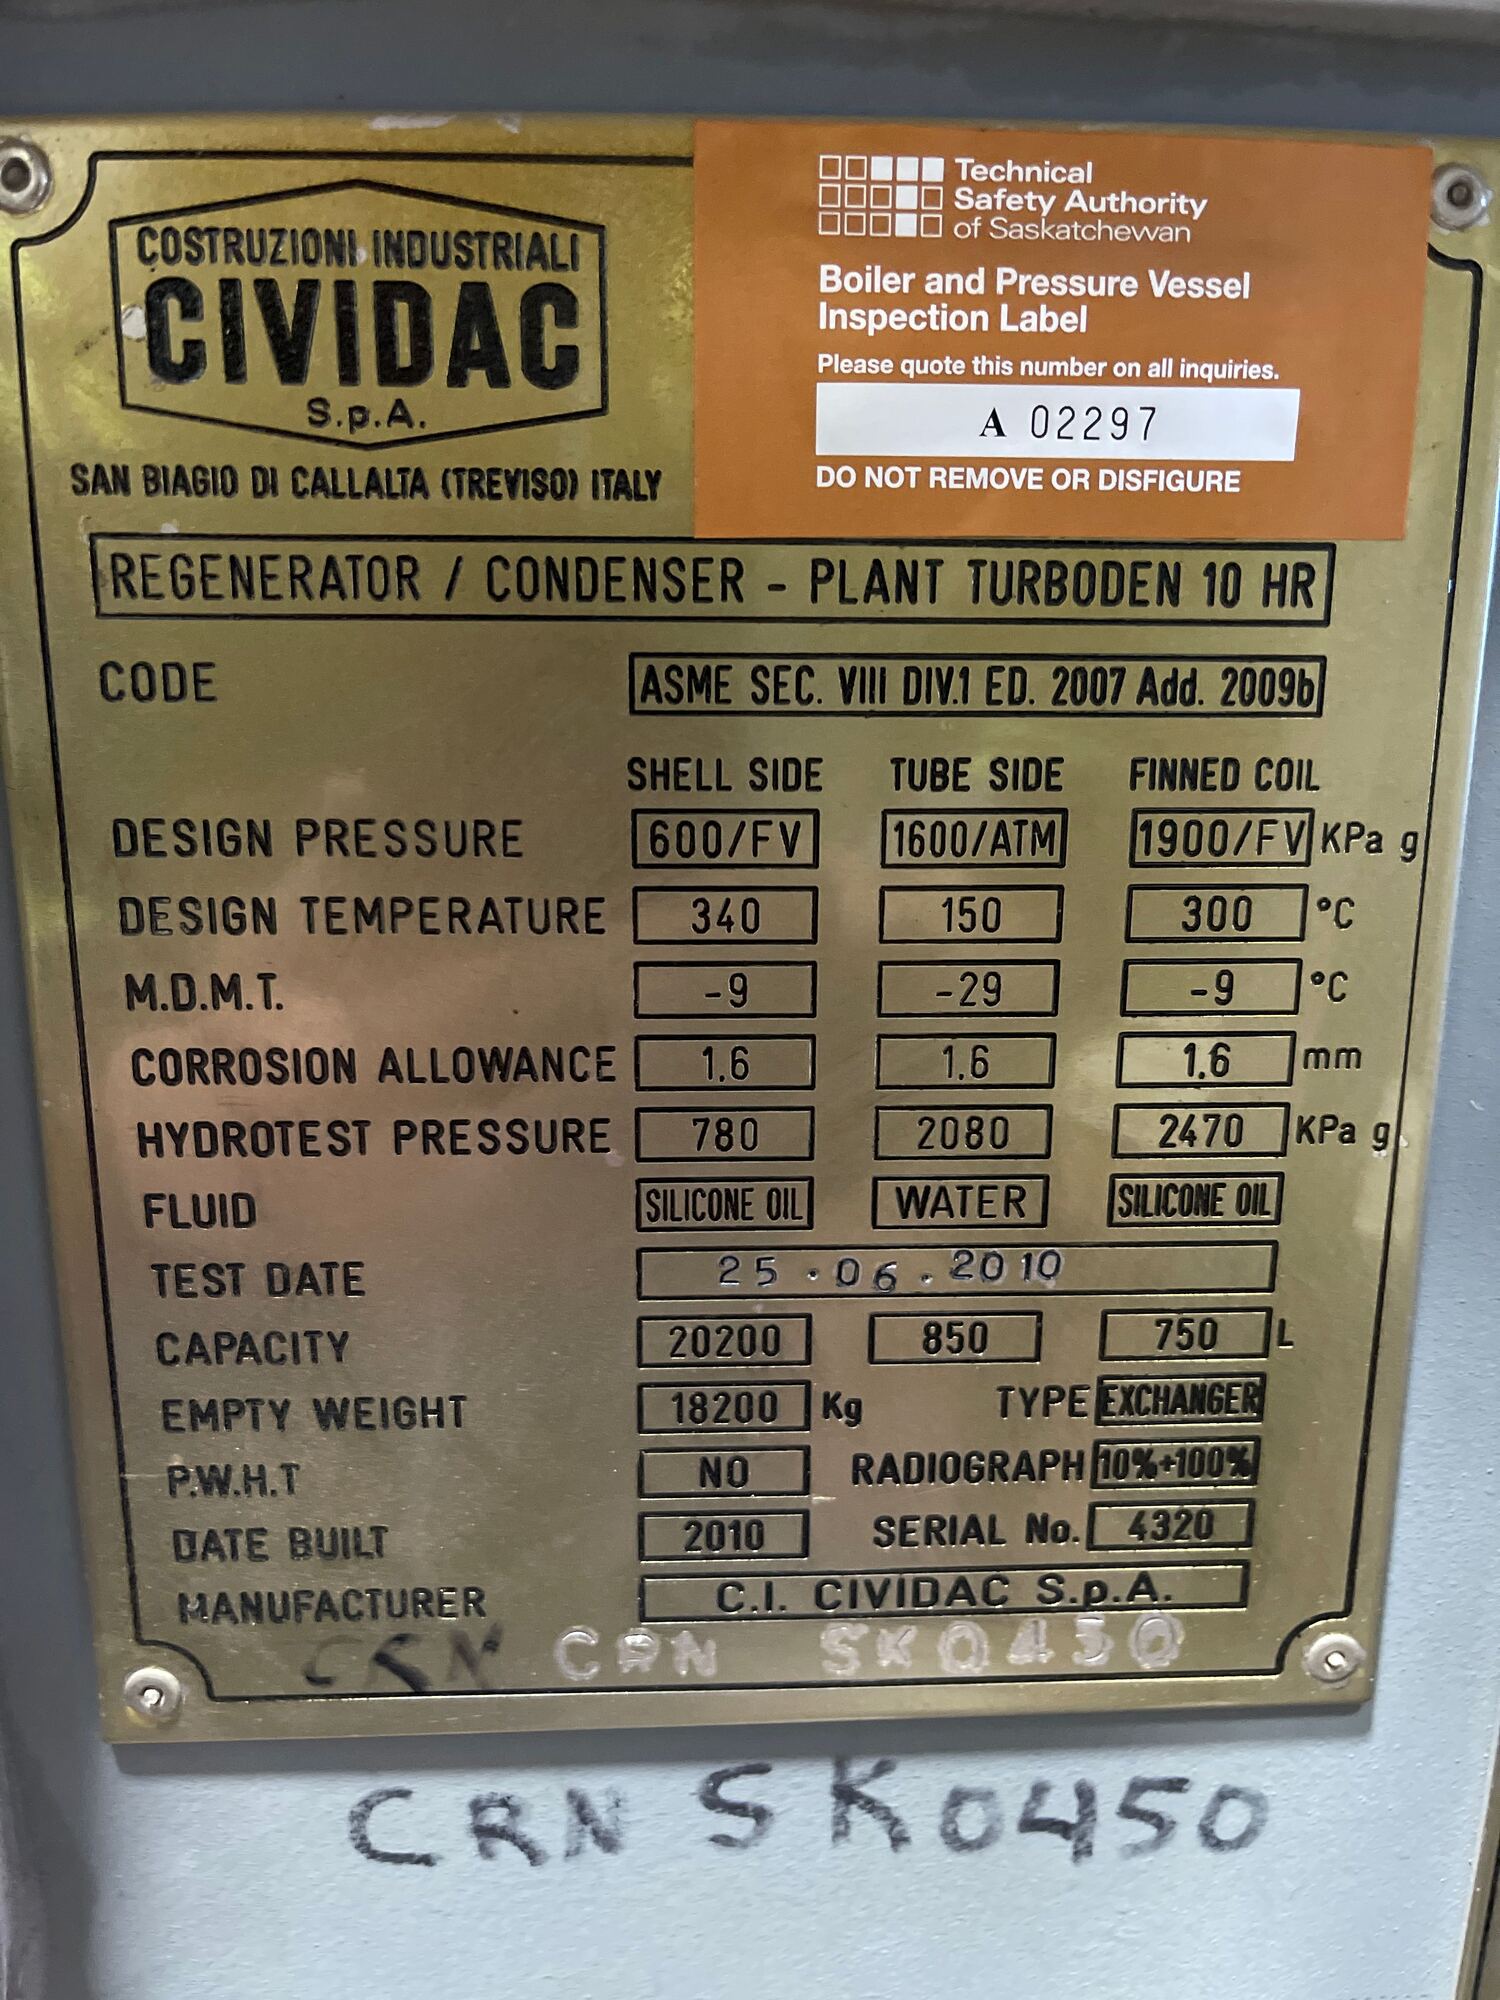 COSTRUZIONI INDUSTRIALI
CIVIDAC
S.p.A.
SAN BIAGIO DI CALLALTA (TREVISO) ITALY
Technical
Safety Authority
of Saskatchewan
Boiler and Pressure Vessel
Inspection Label
Please quote this number on all inquiries.
A 02297
DO NOT REMOVE OR DISFIGURE
REGENERATOR / CONDENSER - PLANT TURBODEN 10 HR
CODE ASME SEC. VIII DIV.1 ED. 2007 Add. 2009b
SHELL SIDE TUBE SIDE FINNED COIL
DESIGN PRESSURE 600/FV 1600/ATM 1900/FV KPa g
DESIGN TEMPERATURE 340 150 300 °C
M.D.M.T. -9 -29 -9 °C
CORROSION ALLOWANCE 1.6 1.6 1.6 mm
HYDROTEST PRESSURE 780 2080 2470 KPa g
FLUID SILICONE OIL WATER SILICONE OIL
TEST DATE 25.06.2010
CAPACITY 20200 850 750 L
EMPTY WEIGHT 18200 Kg TYPE EXCHANGER
P.W.H.T NO RADIOGRAPH 10%+100%
DATE BUILT 2010 SERIAL No. 4320
MANUFACTURER C.I. CIVIDAC S.p.A.
CRN CRN
CRN SK0450